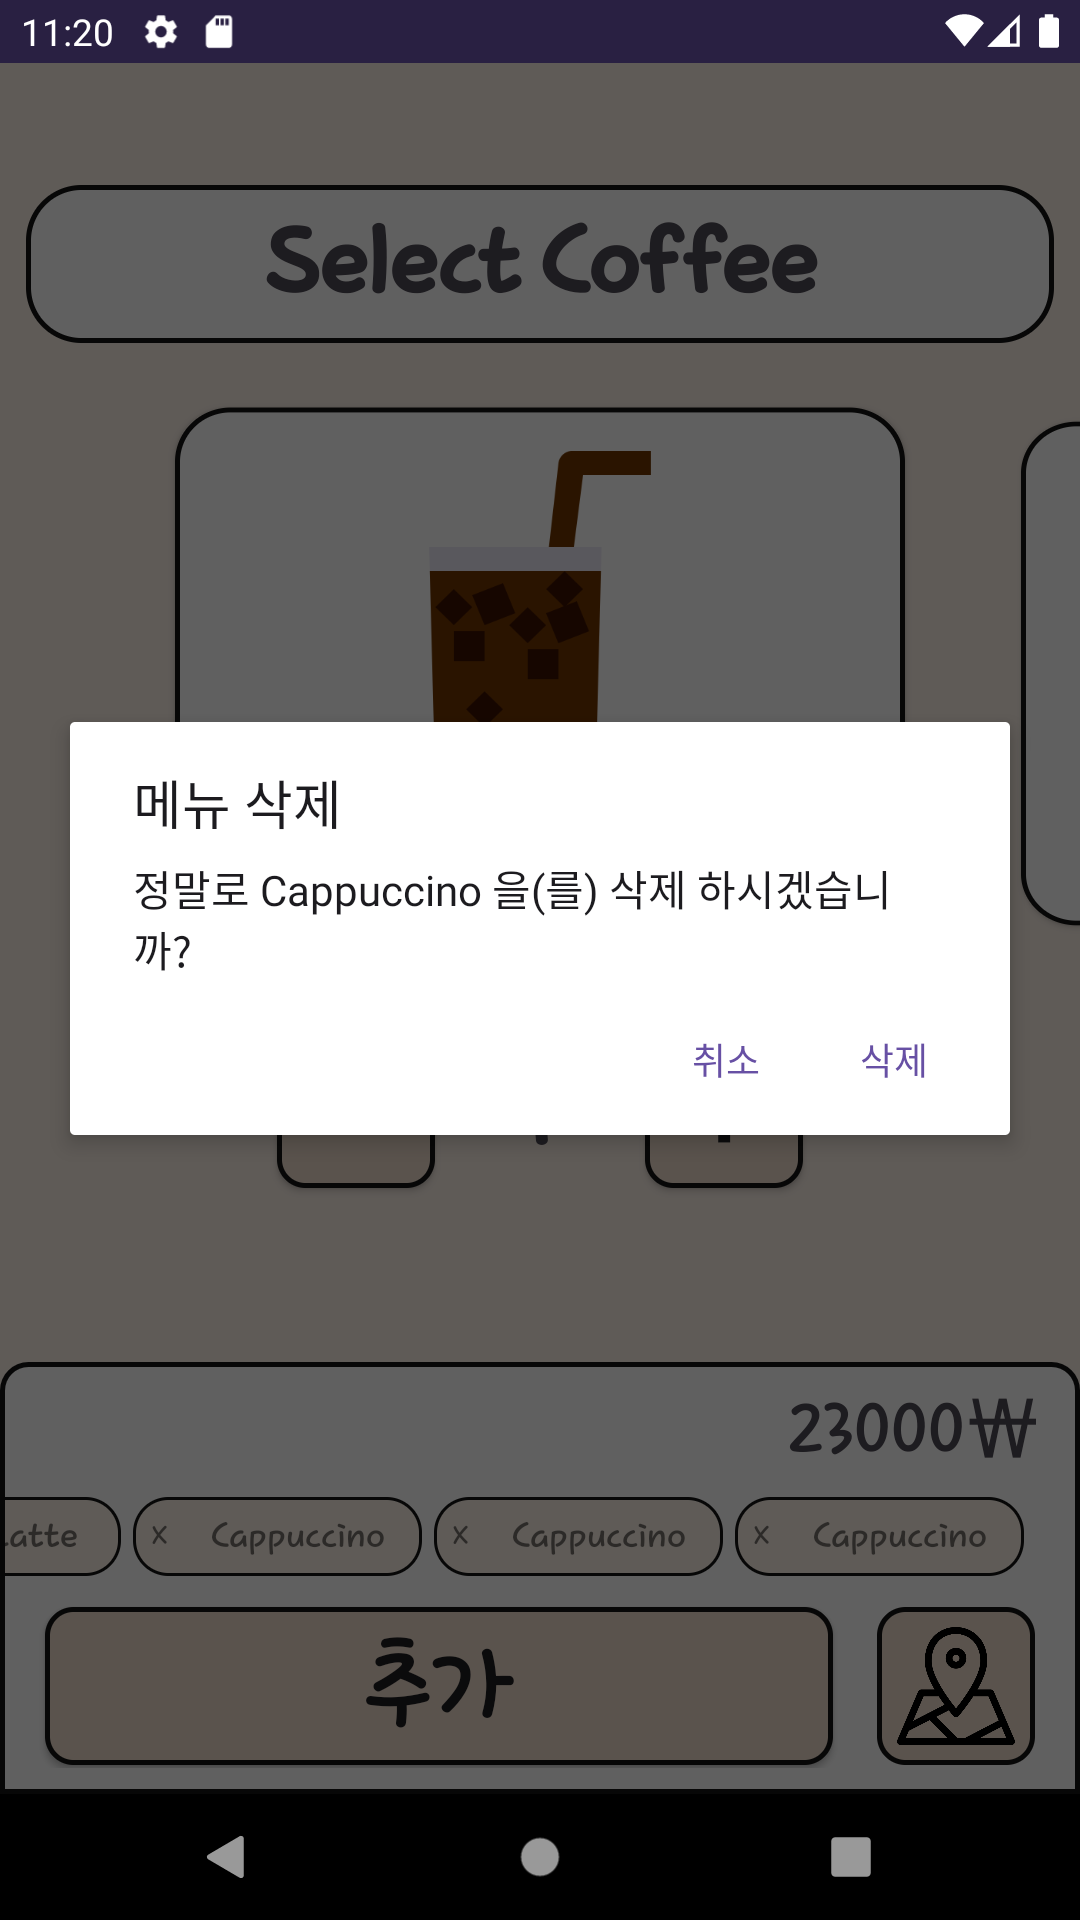 11:20
Select Coffee
메뉴 삭제
정말로 Cappuccino 을(를) 삭제 하시겠습니
까?
취소 삭제
23000₩
atte x Cappuccino x Cappuccino x Cappuccino
추가